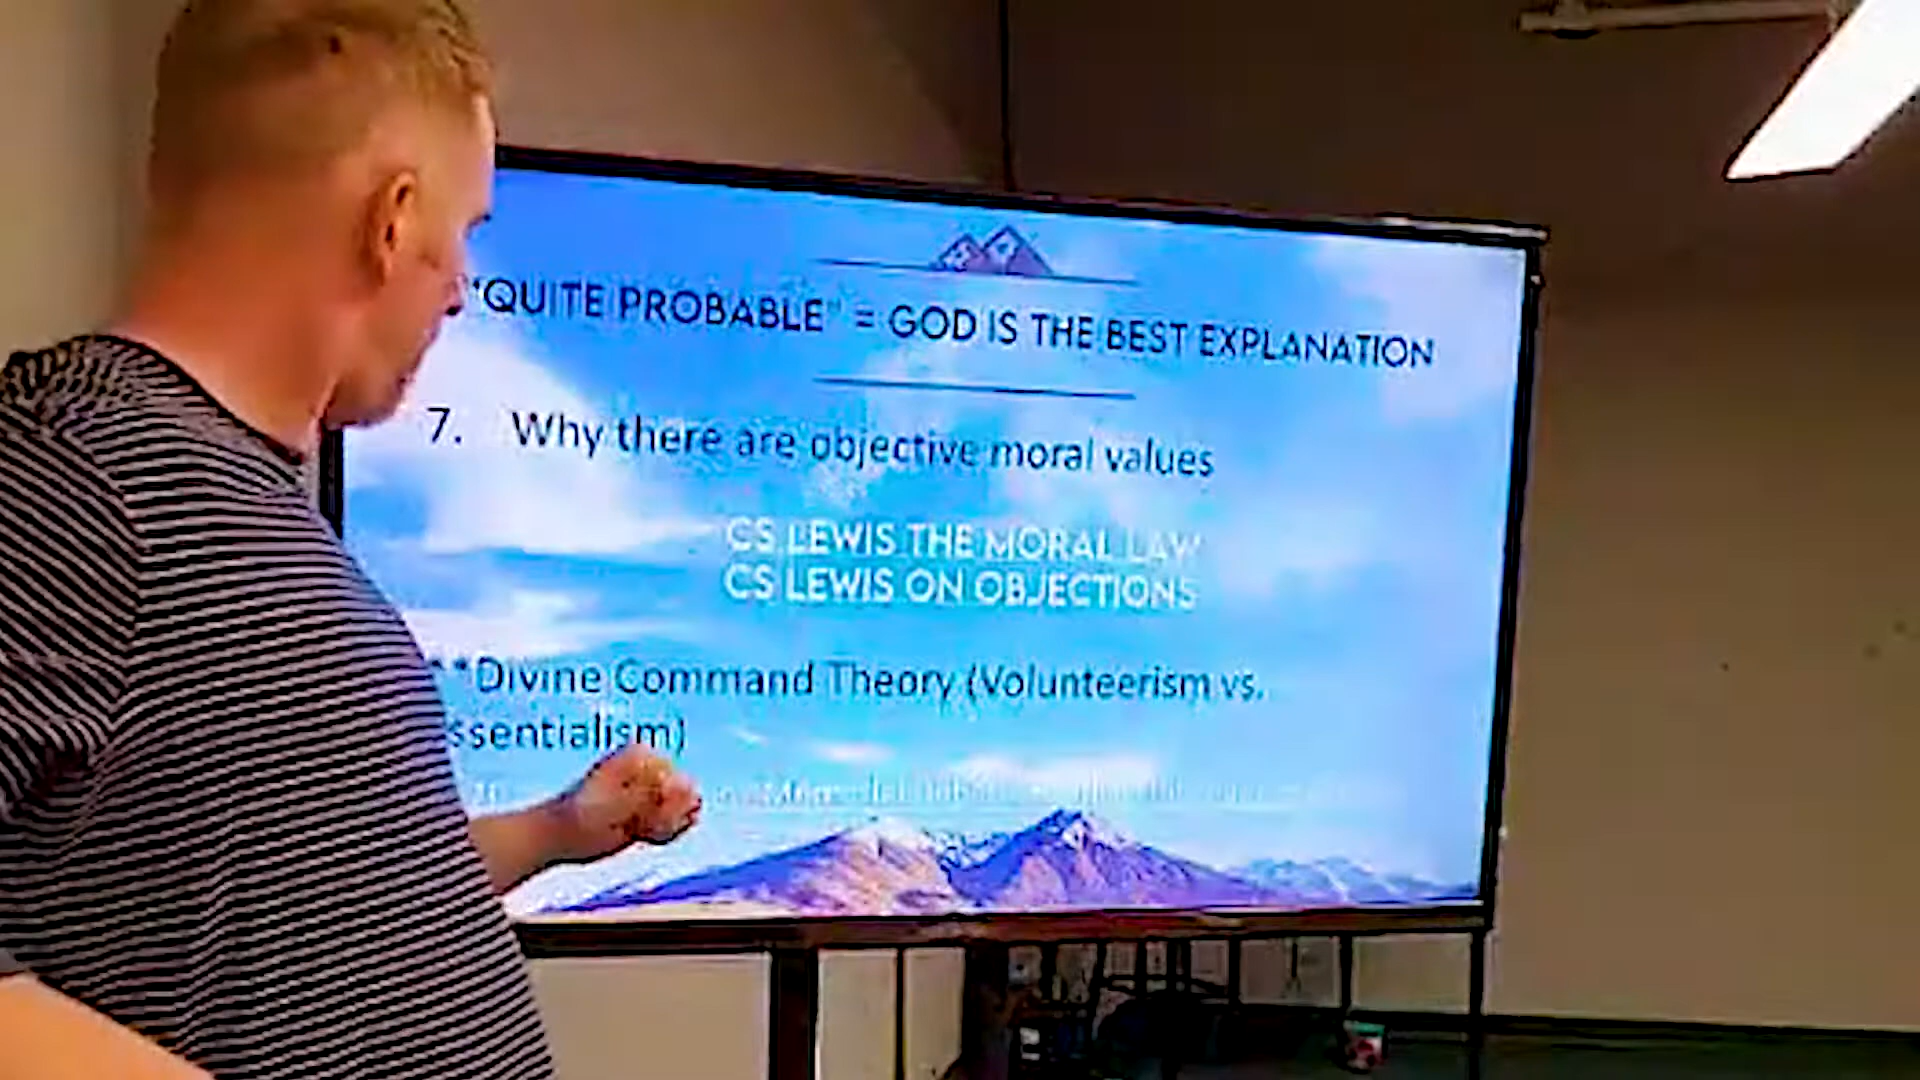 "QUITE PROBABLE" = GOD IS THE BEST EXPLANATION
7. Why there are objective moral values
CS LEWIS THE MORAL LAW
CS LEWIS ON OBJECTIONS
**Divine Command Theory (Volunteerism vs.
ssentialism)